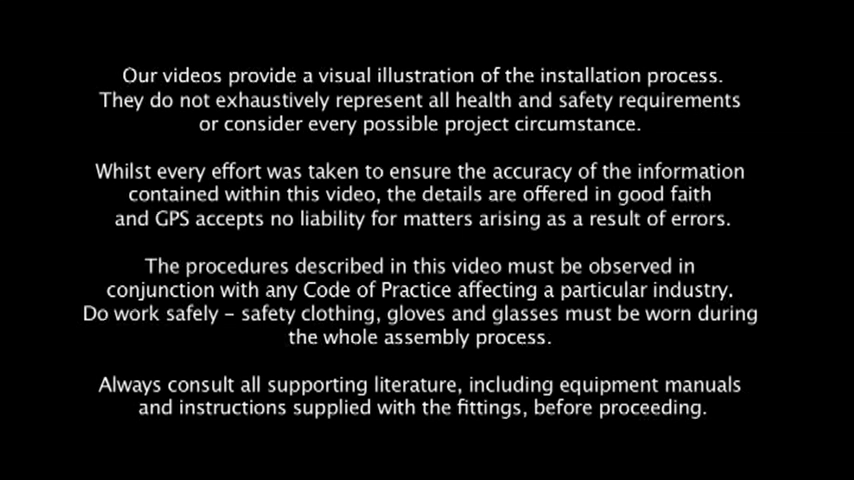 Our videos provide a visual illustration of the installation process.
They do not exhaustively represent all health and safety requirements
or consider every possible project circumstance.
Whilst every effort was taken to ensure the accuracy of the information
contained within this video, the details are offered in good faith
and GPS accepts no liability for matters arising as a result of errors.
The procedures described in this video must be observed in
conjunction with any Code of Practice affecting a particular industry.
Do work safely – safety clothing, gloves and glasses must be worn during
the whole assembly process.
Always consult all supporting literature, including equipment manuals
and instructions supplied with the fittings, before proceeding.